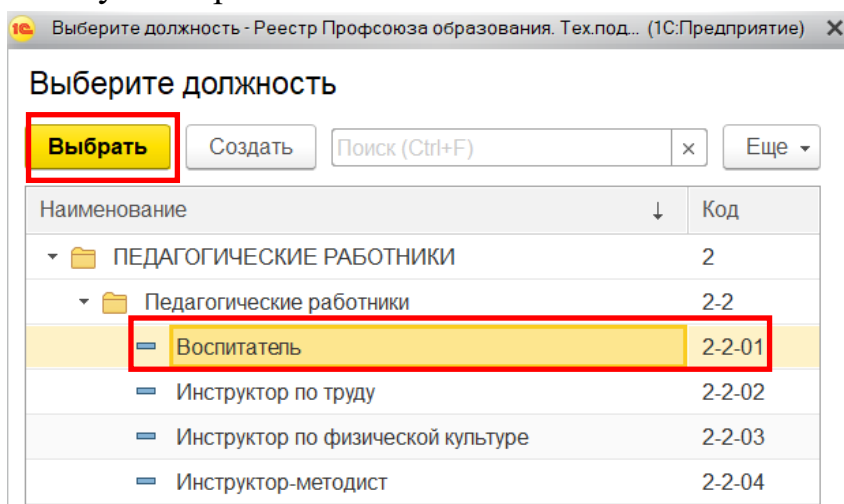 1С Выберите должность - Реестр Профсоюза образования. Тех.под... (1С:Предприятие) ×
Выберите должность
Выбрать Создать Поиск (Ctrl+F) × Еще
Наименование ↓ Код
ПЕДАГОГИЧЕСКИЕ РАБОТНИКИ 2
Педагогические работники 2-2
Воспитатель 2-2-01
Инструктор по труду 2-2-02
Инструктор по физической культуре 2-2-03
Инструктор-методист 2-2-04